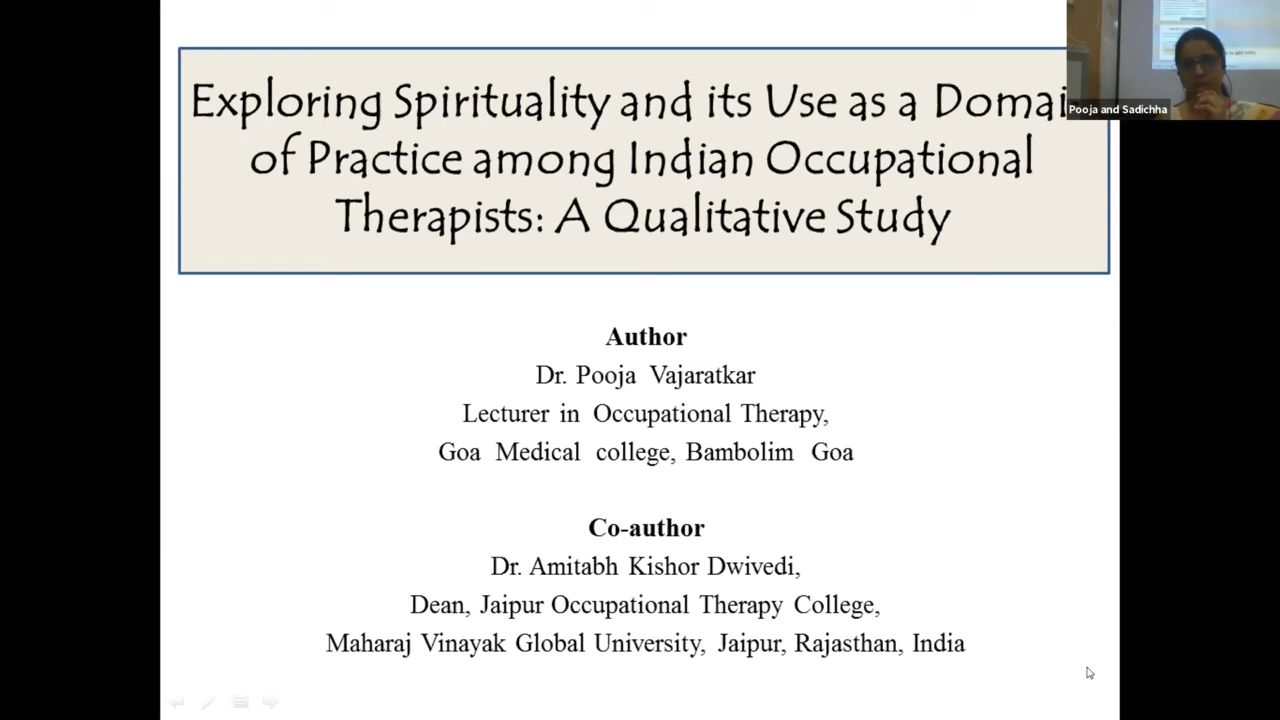 Exploring Spirituality and its Use as a Domai
of Practice among Indian Occupational
Therapists: A Qualitative Study
Pooja and Sadichha
Author
Dr. Pooja Vajaratkar
Lecturer in Occupational Therapy,
Goa Medical college, Bambolim Goa
Co-author
Dr. Amitabh Kishor Dwivedi,
Dean, Jaipur Occupational Therapy College,
Maharaj Vinayak Global University, Jaipur, Rajasthan, India